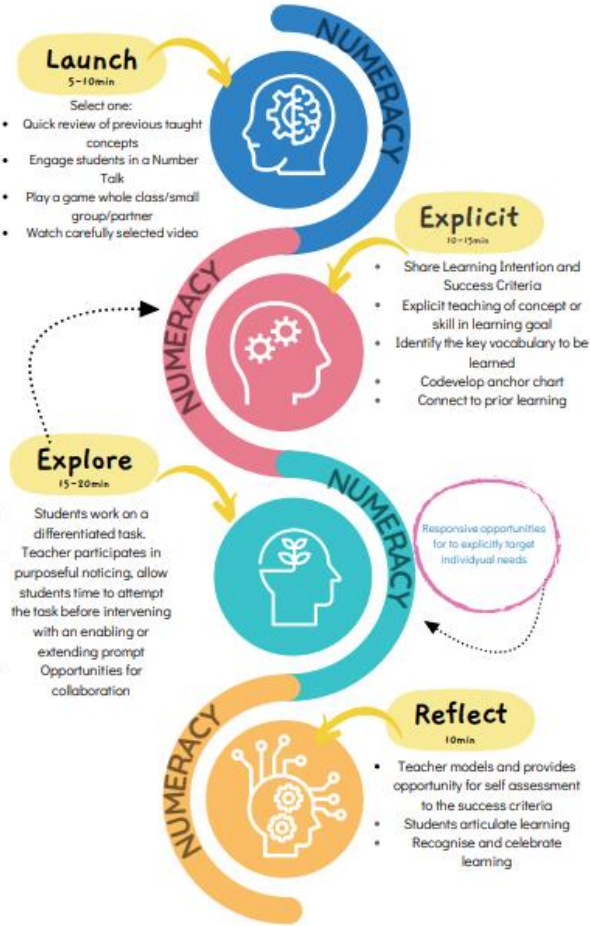 NUMERACY
Launch
5-10min
Select one:
• Quick review of previous taught
concepts
• Engage students in a Number
Talk
• Play a game whole class/small
group/partner
• Watch carefully selected video
Explicit
10-15min
• Share Learning Intention and
Success Criteria
• Explicit teaching of concept or
skill in learning goal
• Identify the key vocabulary to be
learned
• Codevelop anchor chart
• Connect to prior learning
NUMERACY
Explore
15-20min
Students work on a
differentiated task.
Teacher participates in
purposeful noticing, allow
students time to attempt
the task before intervening
with an enabling or
extending prompt
Opportunities for
collaboration
NUMERACY
Responsive opportunities
for to explicitly target
individyual needs
Reflect
10min
• Teacher models and provides
opportunity for self assessment
to the success criteria
• Students articulate learning
• Recognise and celebrate
learning
NUMERACY